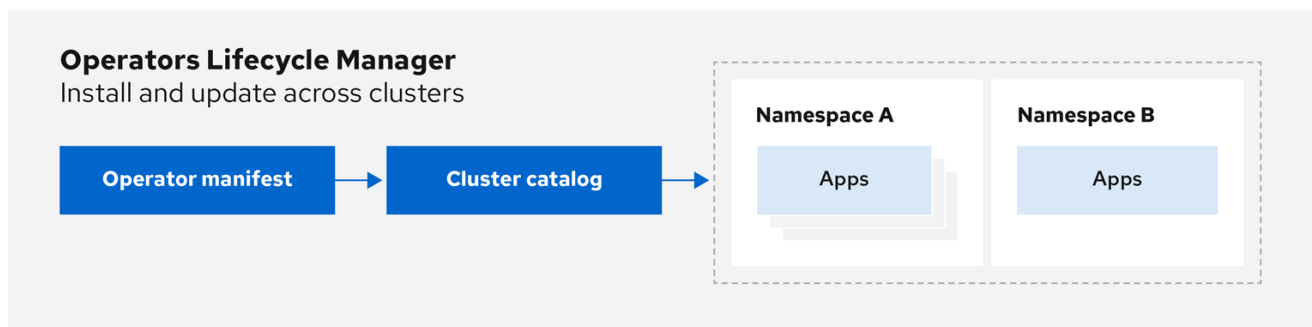 Operators Lifecycle Manager
Install and update across clusters
Operator manifest
Cluster catalog
Namespace A
Apps
Namespace B
Apps